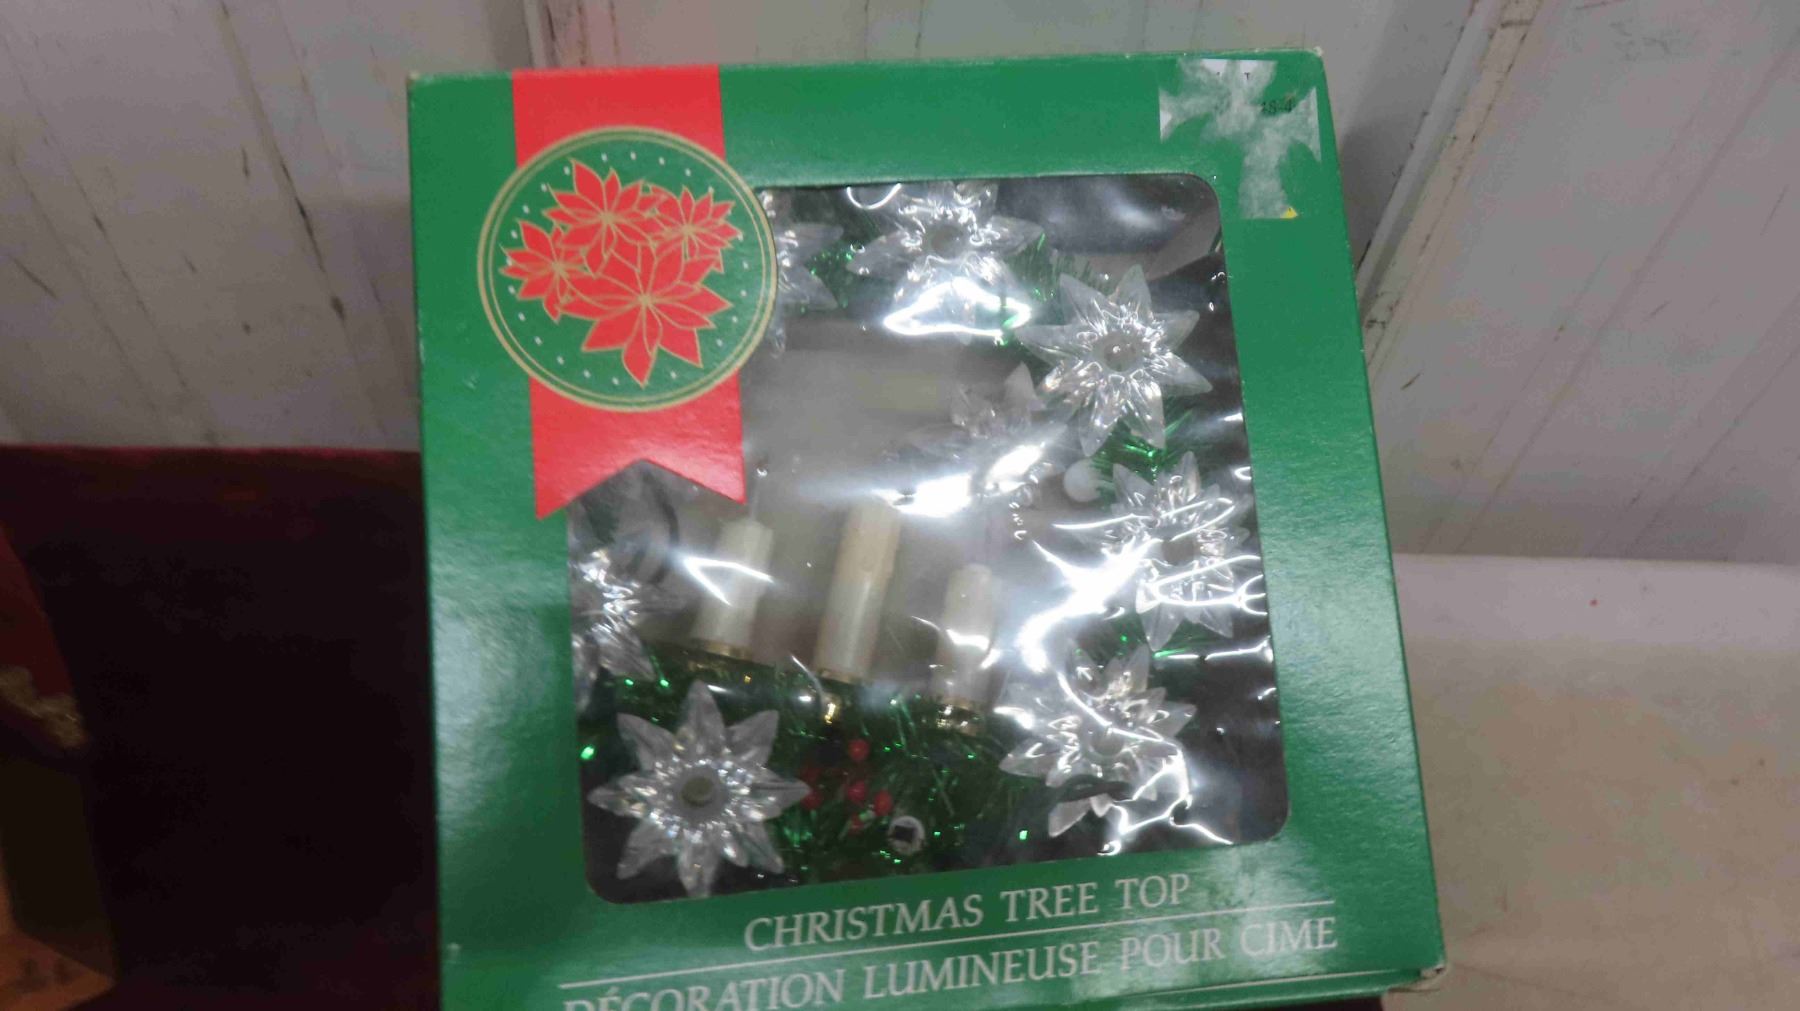 CHRISTMAS TREE TOP
DÉCORATION LUMINEUSE POUR CIME